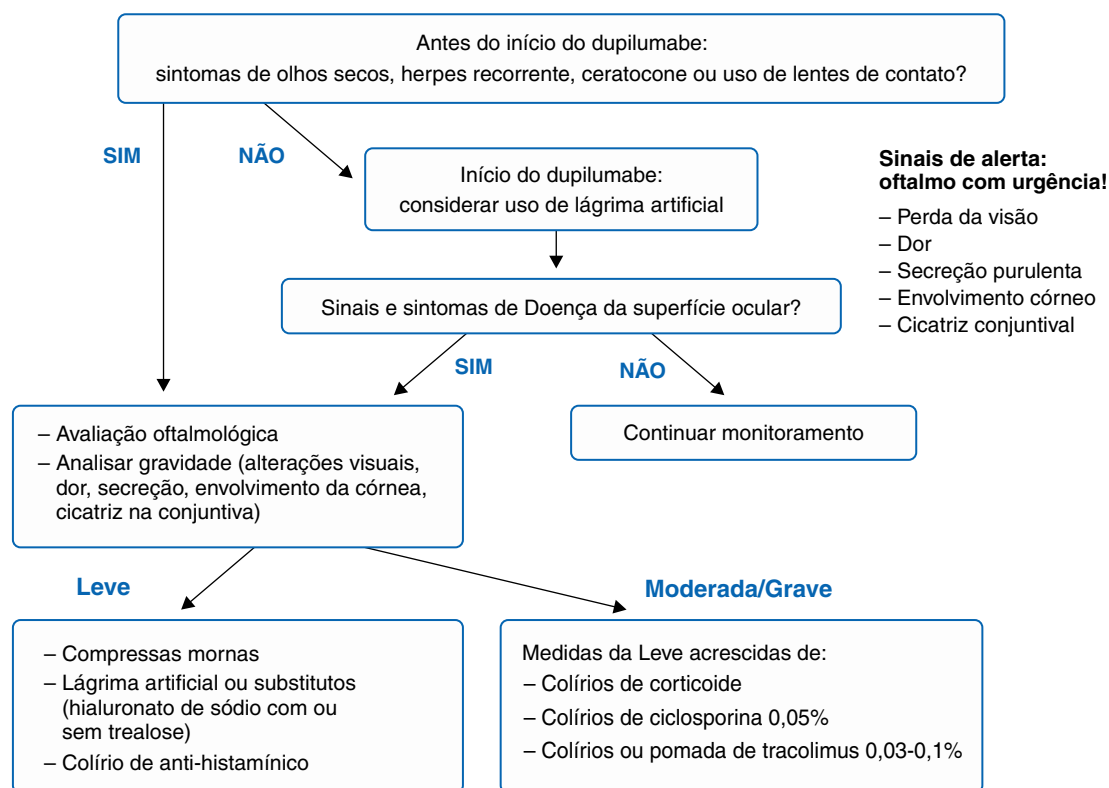 Antes do início do dupilumabe:
sintomas de olhos secos, herpes recorrente, ceratocone ou uso de lentes de contato?
SIM
NÃO
Início do dupilumabe:
considerar uso de lágrima artificial
Sinais de alerta:
oftalmo com urgência!
– Perda da visão
– Dor
– Secreção purulenta
– Envolvimento córneo
– Cicatriz conjuntival
Sinais e sintomas de Doença da superfície ocular?
SIM
NÃO
– Avaliação oftalmológica
– Analisar gravidade (alterações visuais,
dor, secreção, envolvimento da córnea,
cicatriz na conjuntiva)
Continuar monitoramento
Leve
Moderada/Grave
– Compressas mornas
– Lágrima artificial ou substitutos
(hialuronato de sódio com ou
sem trealose)
– Colírio de anti-histamínico
Medidas da Leve acrescidas de:
– Colírios de corticoide
– Colírios de ciclosporina 0,05%
– Colírios ou pomada de tracolimus 0,03-0,1%